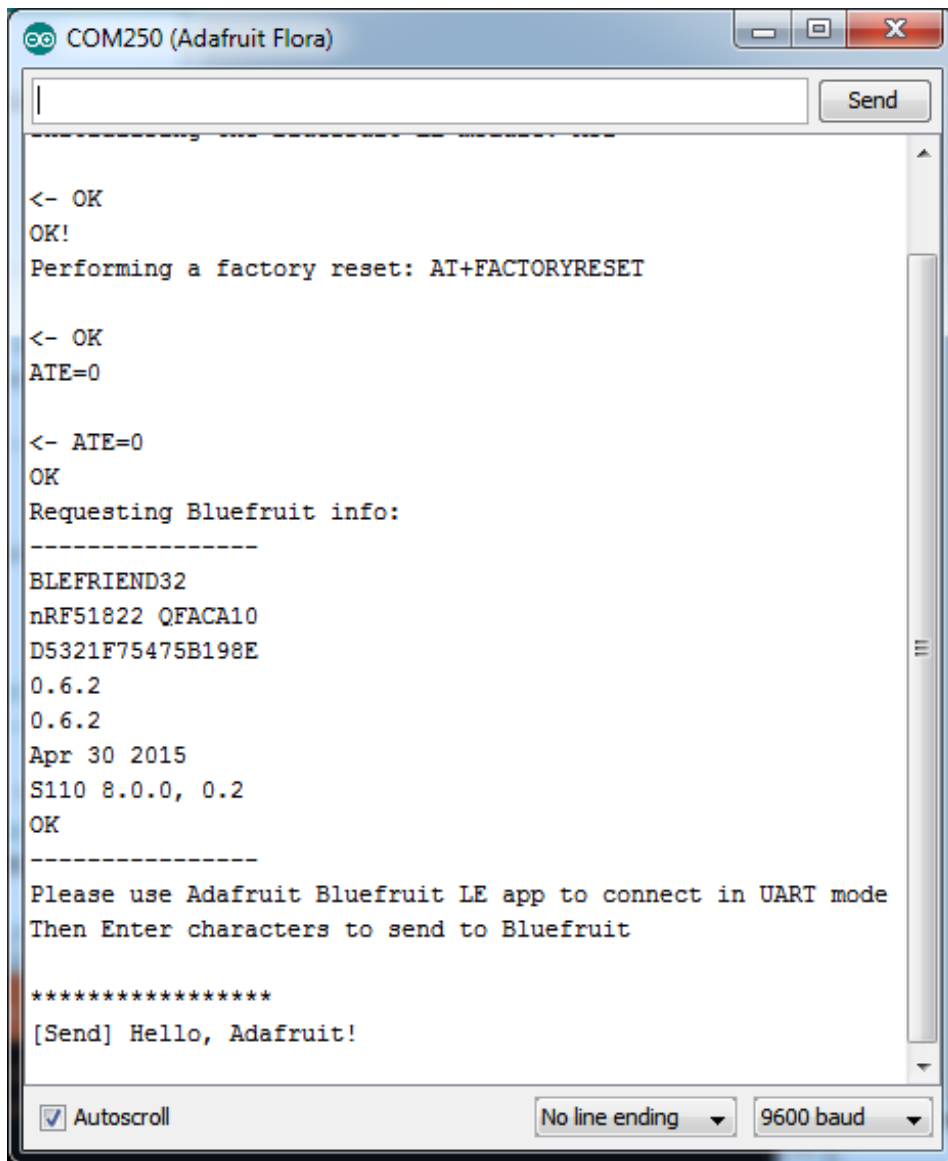 COM250 (Adafruit Flora)
Send
<- OK
OK!
Performing a factory reset: AT+FACTORYRESET
<- OK
ATE=0
<- ATE=0
OK
Requesting Bluefruit info:
----------------
BLEFRIEND32
nRF51822 QFACA10
D5321F75475B198E
0.6.2
0.6.2
Apr 30 2015
S110 8.0.0, 0.2
OK
----------------
Please use Adafruit Bluefruit LE app to connect in UART mode
Then Enter characters to send to Bluefruit
*****************
[Send] Hello, Adafruit!
Autoscroll
No line ending
9600 baud